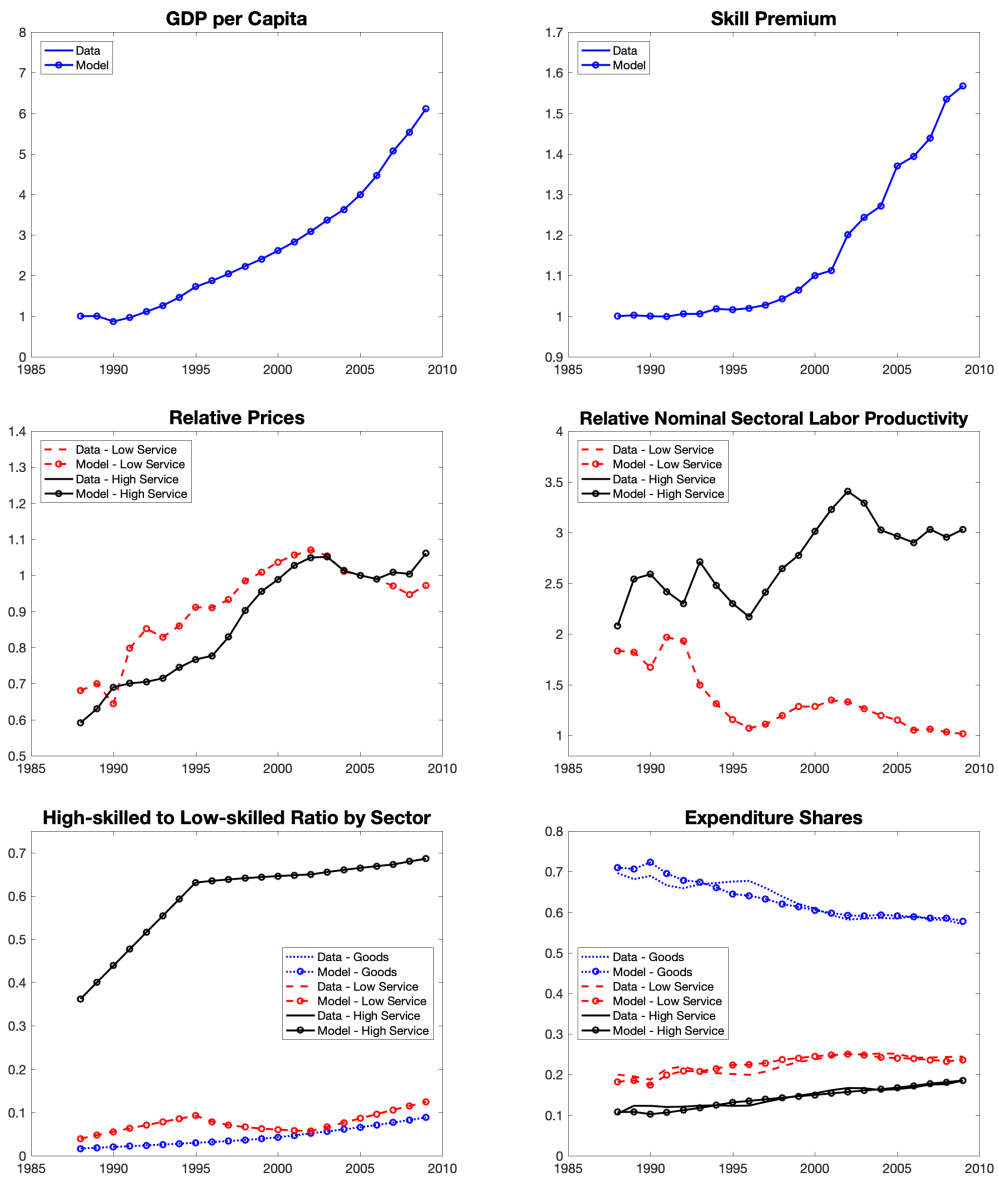 GDP per Capita
8
7
6
5
4
3
2
1
0
Data
Model
1985
1990
1995
2000
2005
2010
Skill Premium
1.7
1.6
1.5
1.4
1.3
1.2
1.1
1
0.9
Data
Model
1985
1990
1995
2000
2005
2010
Relative Prices
1.4
1.3
1.2
1.1
1
0.9
0.8
0.7
0.6
0.5
Data - Low Service
Model - Low Service
Data - High Service
Model - High Service
1985
1990
1995
2000
2005
2010
Relative Nominal Sectoral Labor Productivity
4
3.5
3
2.5
2
1.5
1
Data - Low Service
Model - Low Service
Data - High Service
Model - High Service
1985
1990
1995
2000
2005
2010
High-skilled to Low-skilled Ratio by Sector
0.7
0.6
0.5
0.4
0.3
0.2
0.1
0
Data - Goods
Model - Goods
Data - Low Service
Model - Low Service
Data - High Service
Model - High Service
1985
1990
1995
2000
2005
2010
Expenditure Shares
0.8
0.7
0.6
0.5
0.4
0.3
0.2
0.1
0
Data - Goods
Model - Goods
Data - Low Service
Model - Low Service
Data - High Service
Model - High Service
1985
1990
1995
2000
2005
2010